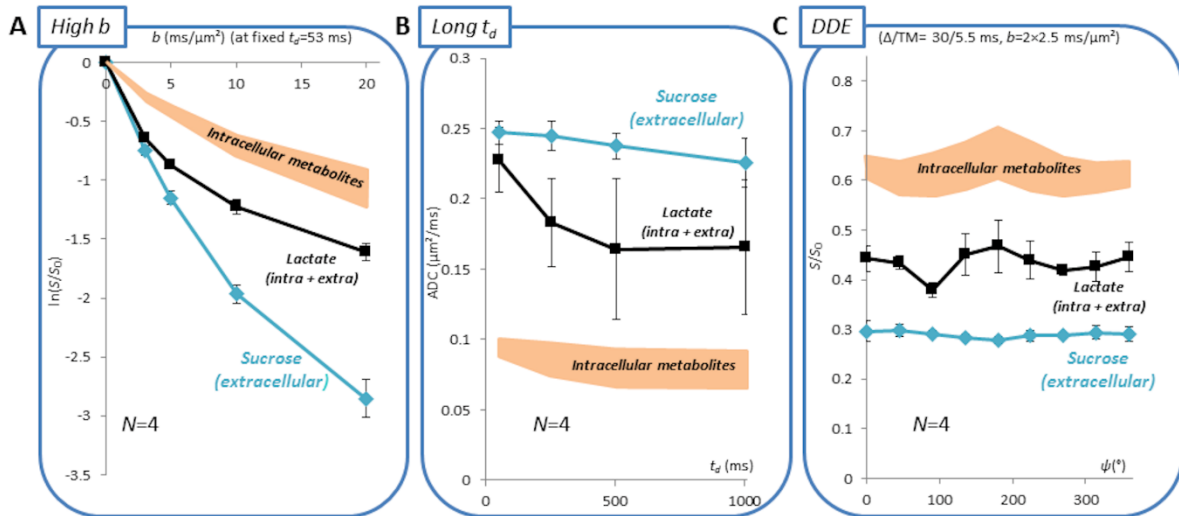 A
High b
b (ms/µm²) (at fixed t_d=53 ms)
0
5
10
15
20
0
-0.5
-1
-1.5
-2
-2.5
-3
-3.5
ln(S/S₀)
Intracellular metabolites
Lactate
(intra + extra)
Sucrose
(extracellular)
N=4
B
Long t_d
0.3
0.25
0.2
0.15
0.1
0.05
0
ADC (µm²/ms)
Sucrose
(extracellular)
Lactate
(intra + extra)
Intracellular metabolites
N=4
t_d (ms)
0
500
1000
C
DDE
(Δ/TM= 30/5.5 ms, b=2×2.5 ms/µm²)
0.8
0.7
0.6
0.5
0.4
0.3
0.2
0.1
0
S/S₀
Intracellular metabolites
Lactate
(intra + extra)
Sucrose
(extracellular)
N=4
ψ(°)
0
100
200
300